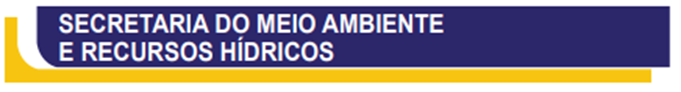 SECRETARIA DO MEIO AMBIENTE
E RECURSOS HÍDRICOS